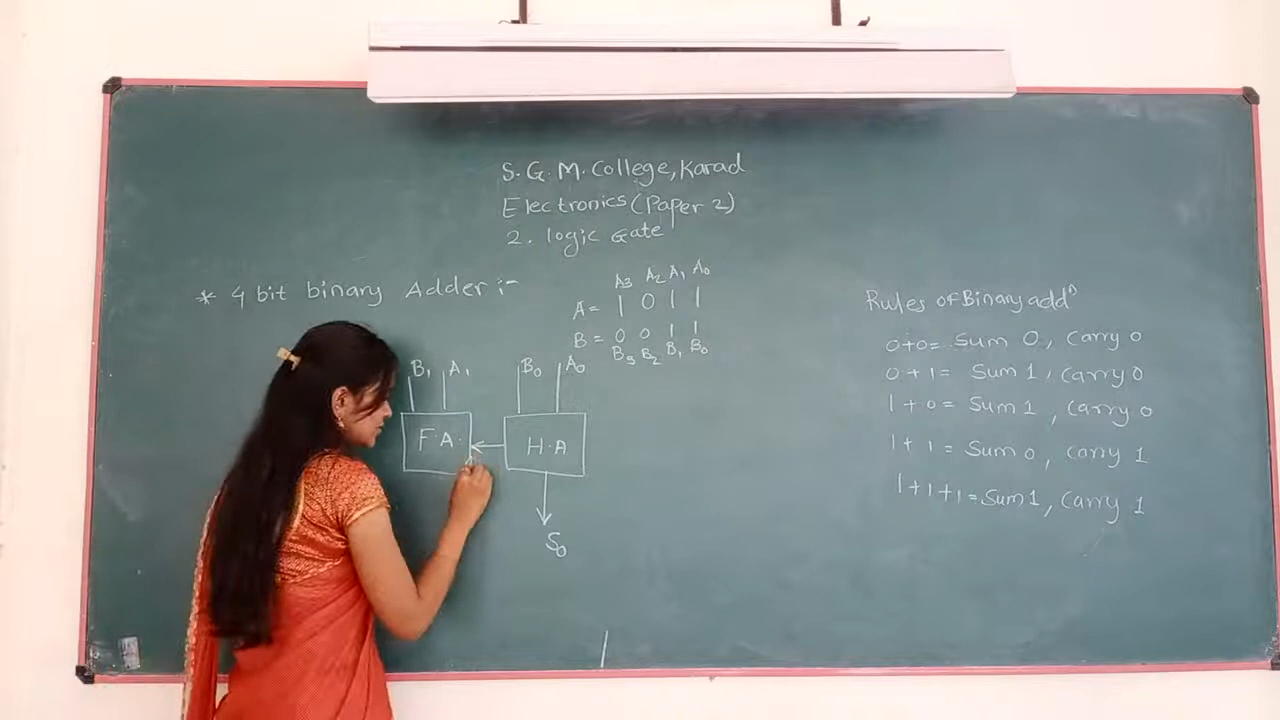 S.G.M. College, Karad
Electronics (Paper 2)
2. logic Gate
* 4 bit binary Adder :-
A3 A2 A1 A0
A = 1 0 1 1
B = 0 0 1 1
B3 B2 B1 B0
B1 A1 B0 A0
F.A. H.A
S0
Rules of Binary addn
0+0= Sum 0, Carry 0
0+1= Sum 1, Carry 0
1+0= Sum 1, Carry 0
1+1= Sum 0, Carry 1
1+1+1=Sum 1, Carry 1